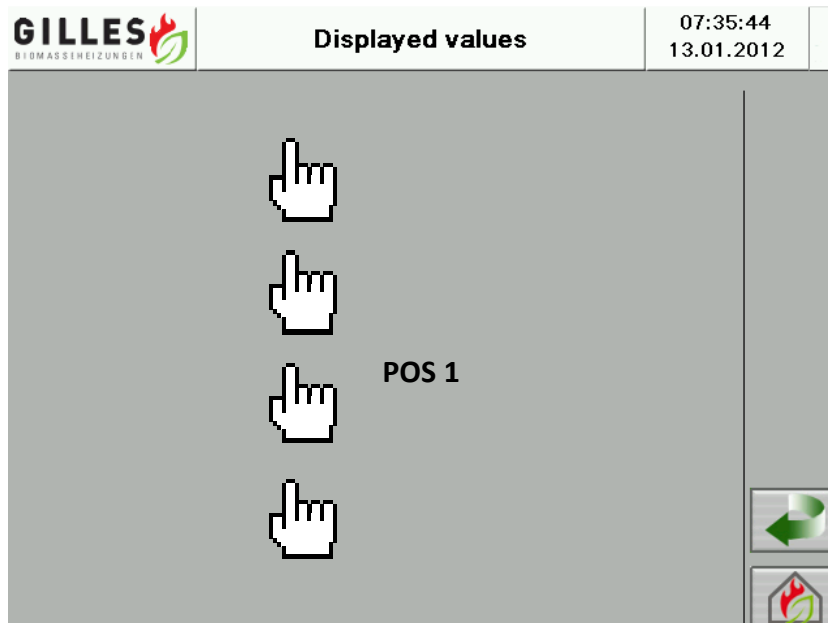 GILLES
BIOMASSEHEIZUNGEN
Displayed values
07:35:44
13.01.2012
POS 1